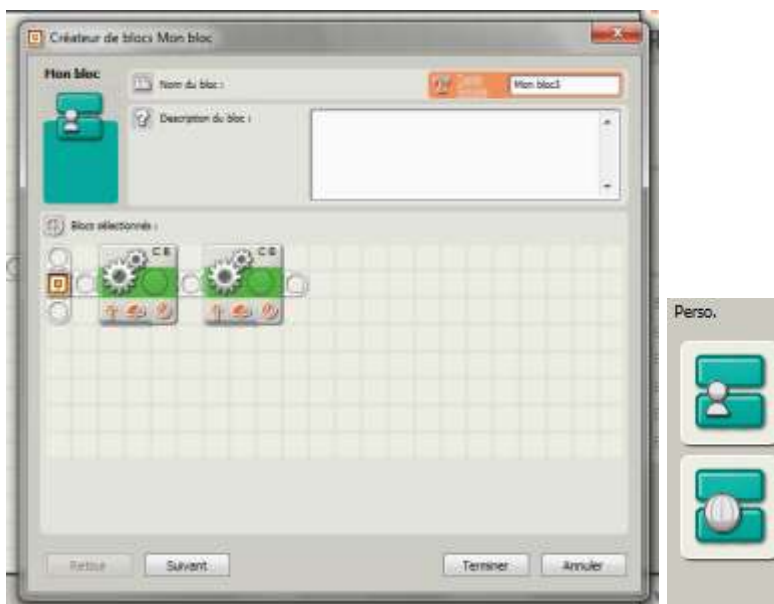 Créateur de blocs Mon bloc
Mon bloc
Nom du bloc :
Mon bloc3
Description du bloc :
Blocs sélectionnés :
C B
C B
Retour
Suivant
Terminer
Annuler
Perso.